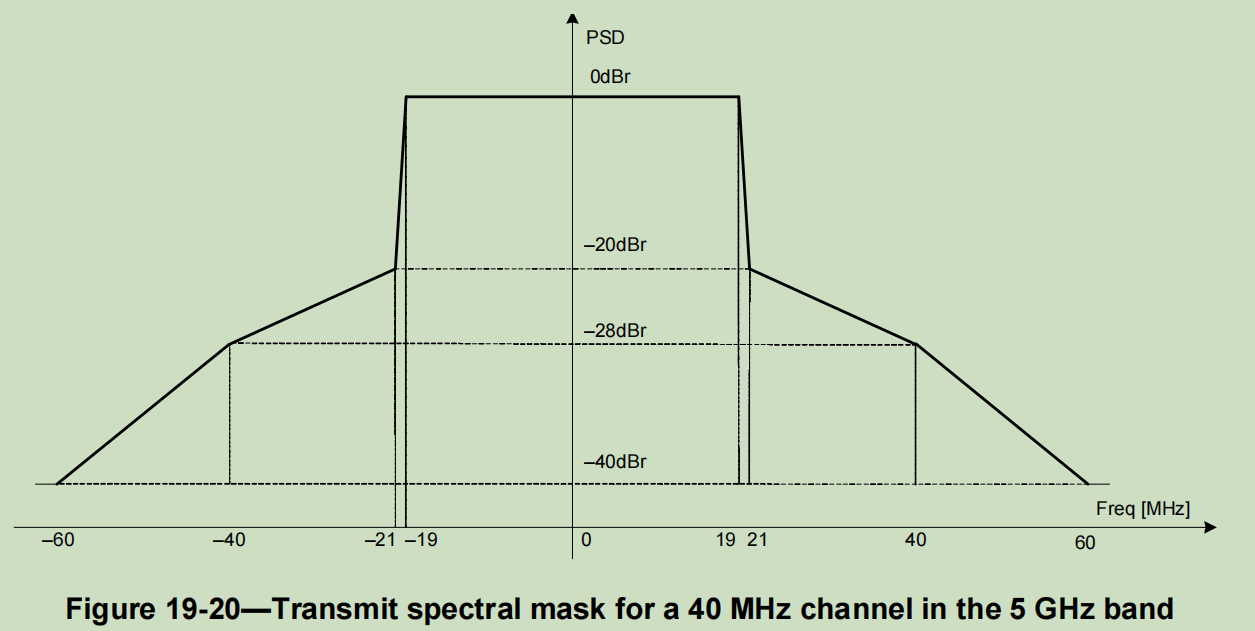 PSD
0dBr
–20dBr
–28dBr
–40dBr
Freq [MHz]
–60 –40 –21 –19 0 19 21 40 60
Figure 19-20—Transmit spectral mask for a 40 MHz channel in the 5 GHz band